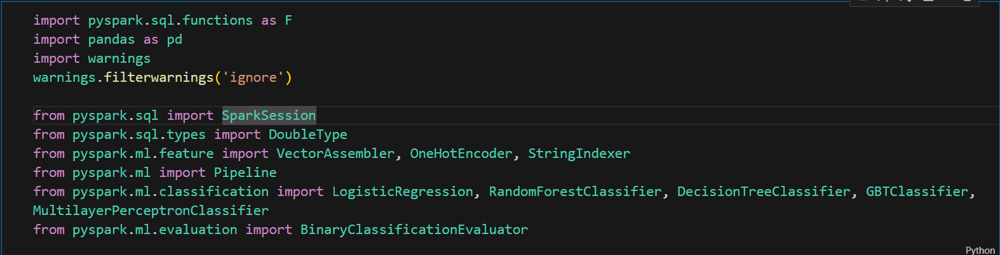 import pyspark.sql.functions as F
import pandas as pd
import warnings
warnings.filterwarnings('ignore')
from pyspark.sql import SparkSession
from pyspark.sql.types import DoubleType
from pyspark.ml.feature import VectorAssembler, OneHotEncoder, StringIndexer
from pyspark.ml import Pipeline
from pyspark.ml.classification import LogisticRegression, RandomForestClassifier, DecisionTreeClassifier, GBTClassifier,
MultilayerPerceptronClassifier
from pyspark.ml.evaluation import BinaryClassificationEvaluator
Python